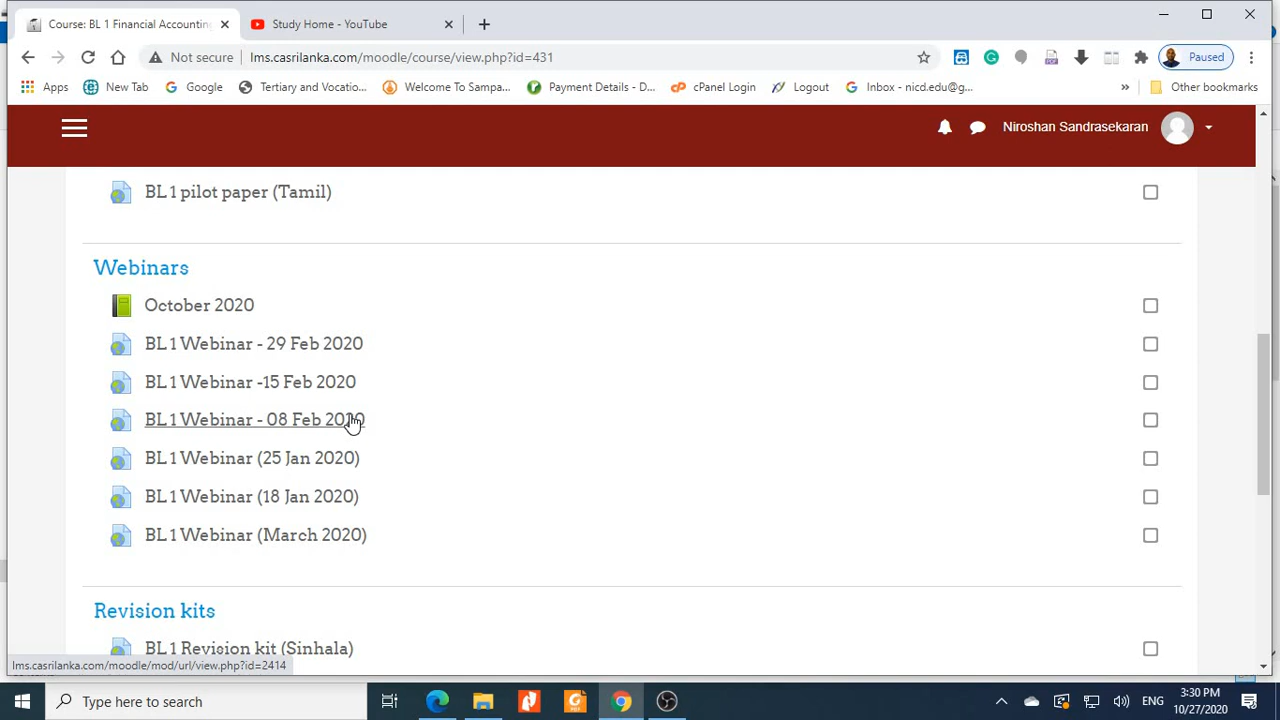 Course: BL 1 Financial Accountin
Study Home - YouTube
Not secure
lms.casrilanka.com/moodle/course/view.php?id=431
Paused
Apps
New Tab
Google
Tertiary and Vocatio...
Welcome To Sampa...
Payment Details - D...
cPanel Login
Logout
Inbox - nicd.edu@g...
»
Other bookmarks
Niroshan Sandrasekaran
BL 1 pilot paper (Tamil)
Webinars
October 2020
BL 1 Webinar - 29 Feb 2020
BL 1 Webinar -15 Feb 2020
BL 1 Webinar - 08 Feb 2020
BL 1 Webinar (25 Jan 2020)
BL 1 Webinar (18 Jan 2020)
BL 1 Webinar (March 2020)
Revision kits
BL 1 Revision kit (Sinhala)
lms.casrilanka.com/moodle/mod/url/view.php?id=2414
Type here to search
ENG
3:30 PM
10/27/2020